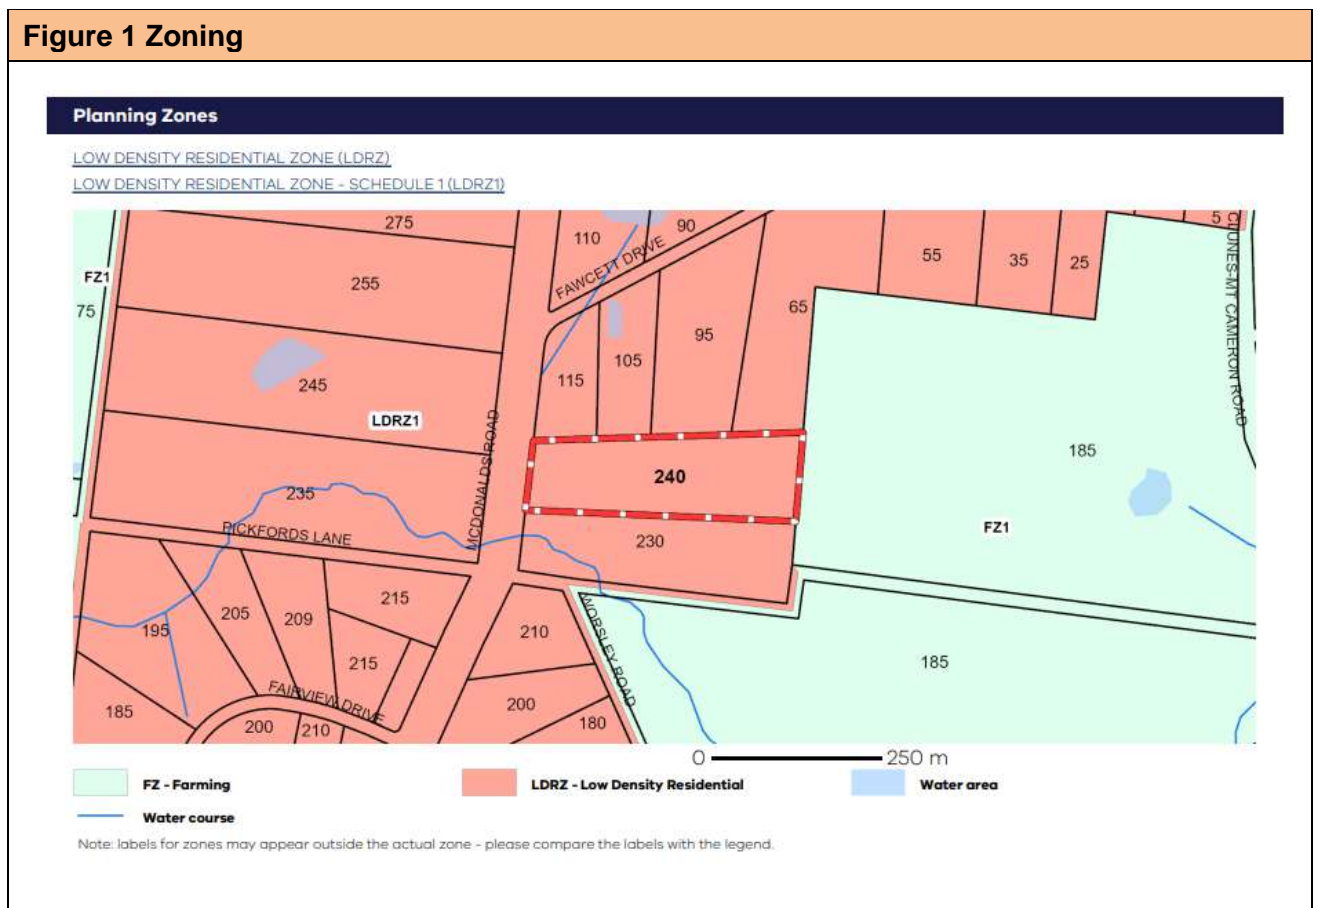 Figure 1 Zoning
Planning Zones
LOW DENSITY RESIDENTIAL ZONE (LDRZ)
LOW DENSITY RESIDENTIAL ZONE - SCHEDULE 1 (LDRZ1)
275
110
90
5
FAWCETT DRIVE
CLUNES-MT CAMERON ROAD
FZ1
255
55
35
25
75
65
95
105
115
245
LDRZ1
MCDONALDS ROAD
185
240
235
PICKFORDS LANE
230
FZ1
215
205
209
195
210
WORSLEY ROAD
215
185
FAIRVIEW DRIVE
185
200
210
200
180
0
250 m
FZ - Farming
LDRZ - Low Density Residential
Water area
Water course
Note: labels for zones may appear outside the actual zone - please compare the labels with the legend.